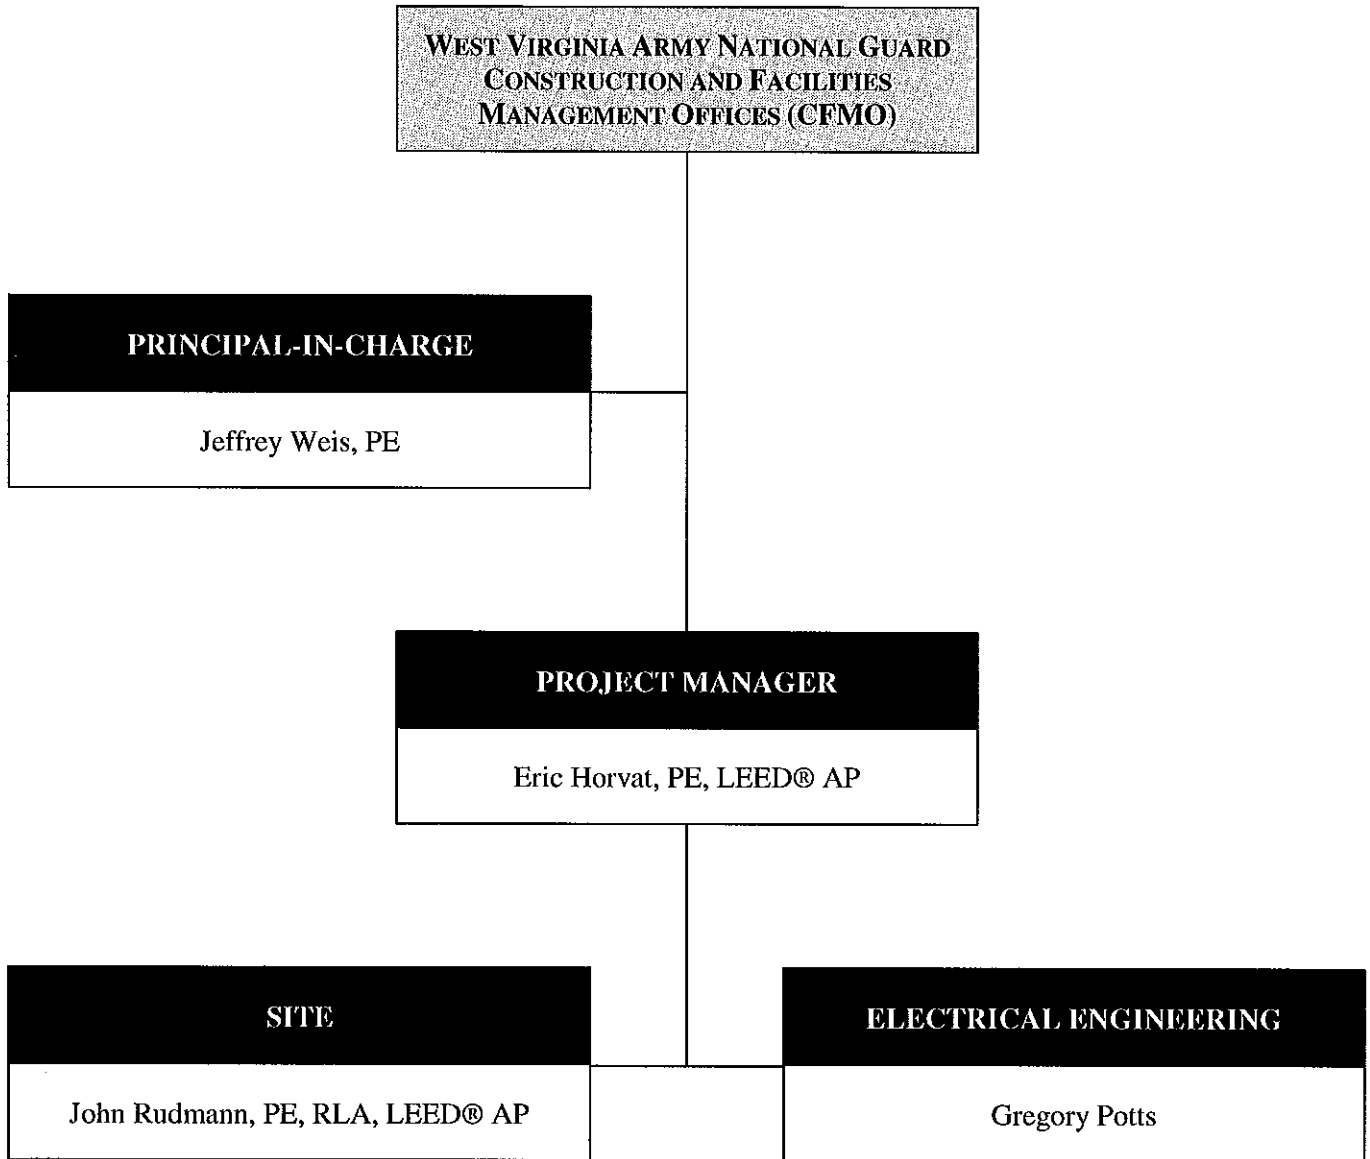 WEST VIRGINIA ARMY NATIONAL GUARD
CONSTRUCTION AND FACILITIES
MANAGEMENT OFFICES (CFMO)
PRINCIPAL-IN-CHARGE
Jeffrey Weis, PE
PROJECT MANAGER
Eric Horvat, PE, LEED® AP
SITE
John Rudmann, PE, RLA, LEED® AP
ELECTRICAL ENGINEERING
Gregory Potts